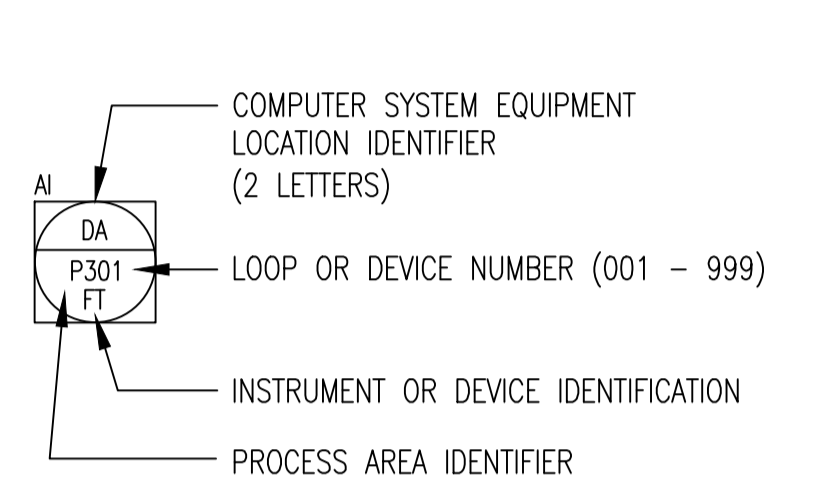 COMPUTER SYSTEM EQUIPMENT
LOCATION IDENTIFIER
(2 LETTERS)
AI
DA
P301
FT
LOOP OR DEVICE NUMBER (001 – 999)
INSTRUMENT OR DEVICE IDENTIFICATION
PROCESS AREA IDENTIFIER